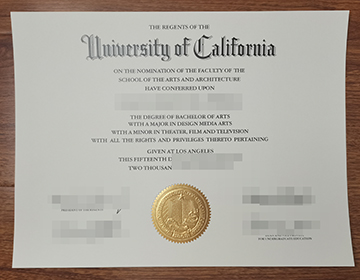 THE REGENTS OF THE
University of California
ON THE NOMINATION OF THE FACULTY OF THE
SCHOOL OF THE ARTS AND ARCHITECTURE
HAVE CONFERRED UPON
THE DEGREE OF BACHELOR OF ARTS
WITH A MAJOR IN DESIGN MEDIA ARTS
WITH A MINOR IN THEATER, FILM AND TELEVISION
WITH ALL THE RIGHTS AND PRIVILEGES THERETO PERTAINING
GIVEN AT LOS ANGELES
THIS FIFTEENTH D
TWO THOUSAN